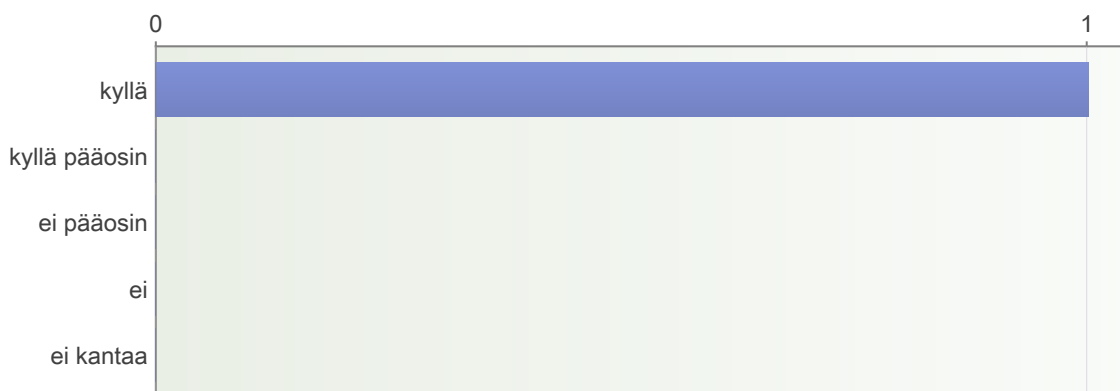 0 1
kyllä
kyllä pääosin
ei pääosin
ei
ei kantaa